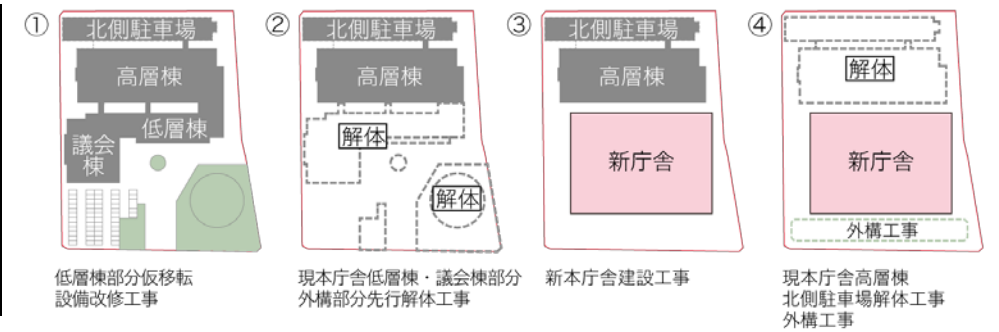 ①
北側駐車場
高層棟
低層棟
議会
棟
低層棟部分仮移転
設備改修工事
②
北側駐車場
高層棟
解体
解体
現本庁舎低層棟・議会棟部分
外構部分先行解体工事
③
北側駐車場
高層棟
新庁舎
新本庁舎建設工事
④
解体
新庁舎
外構工事
現本庁舎高層棟
北側駐車場解体工事
外構工事